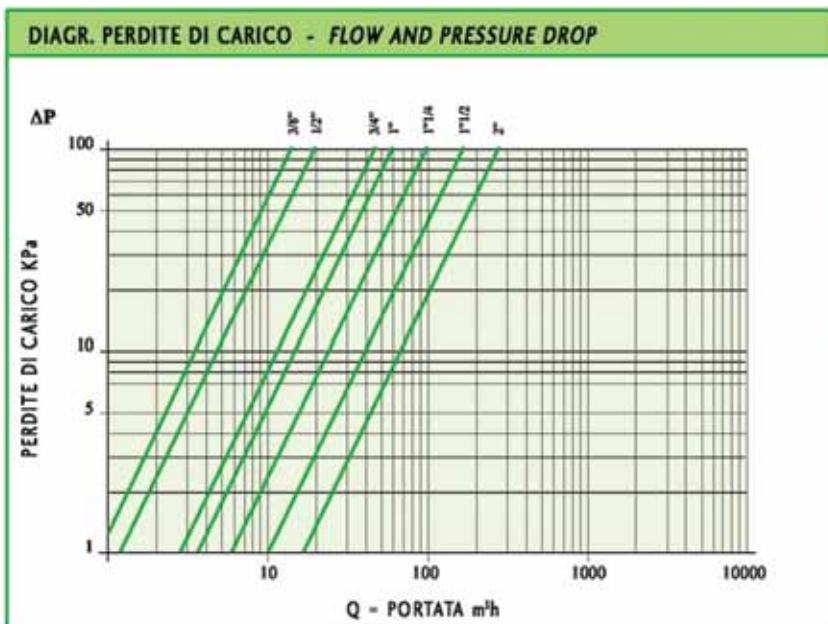 DIAGR. PERDITE DI CARICO - FLOW AND PRESSURE DROP
ΔP
3/8" 1/2" 3/4" 1" 1"1/4 1"1/2 2"
100
50
10
5
1
PERDITE DI CARICO KPa
10 100 1000 10000
Q = PORTATA m³h